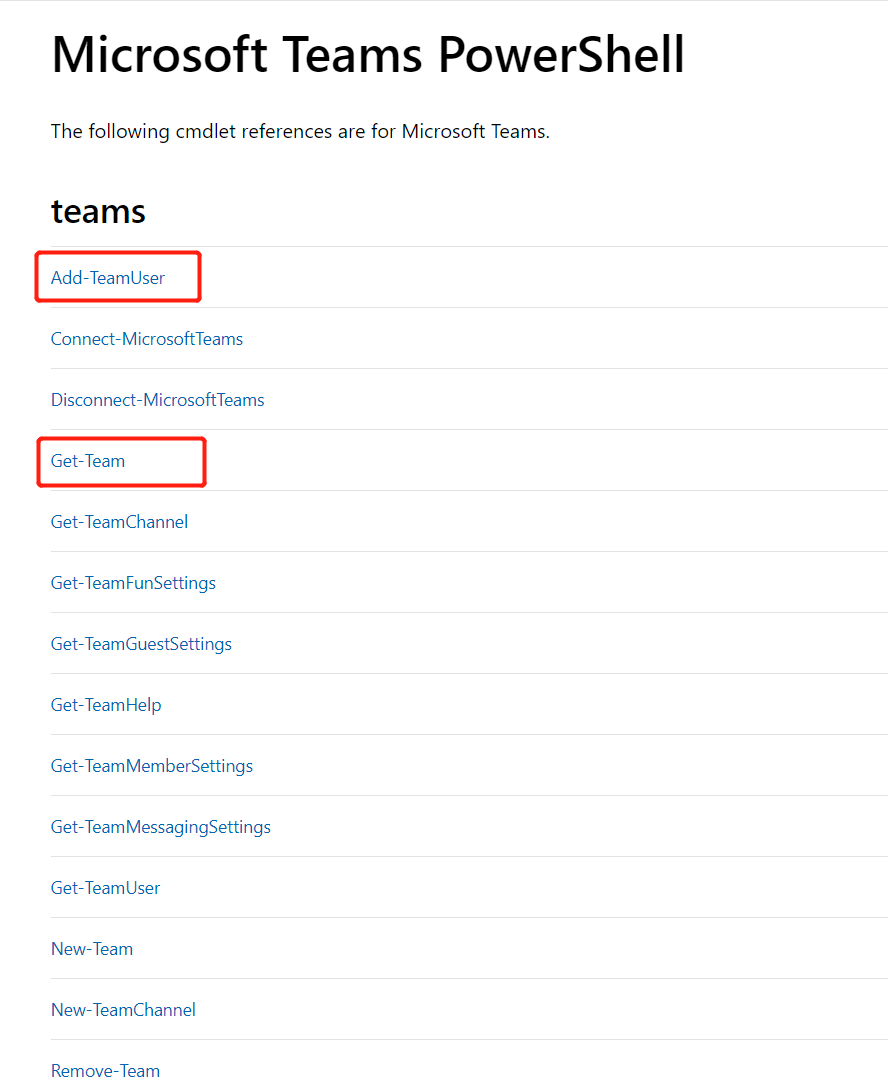 Microsoft Teams PowerShell
The following cmdlet references are for Microsoft Teams.
teams
Add-TeamUser
Connect-MicrosoftTeams
Disconnect-MicrosoftTeams
Get-Team
Get-TeamChannel
Get-TeamFunSettings
Get-TeamGuestSettings
Get-TeamHelp
Get-TeamMemberSettings
Get-TeamMessagingSettings
Get-TeamUser
New-Team
New-TeamChannel
Remove-Team